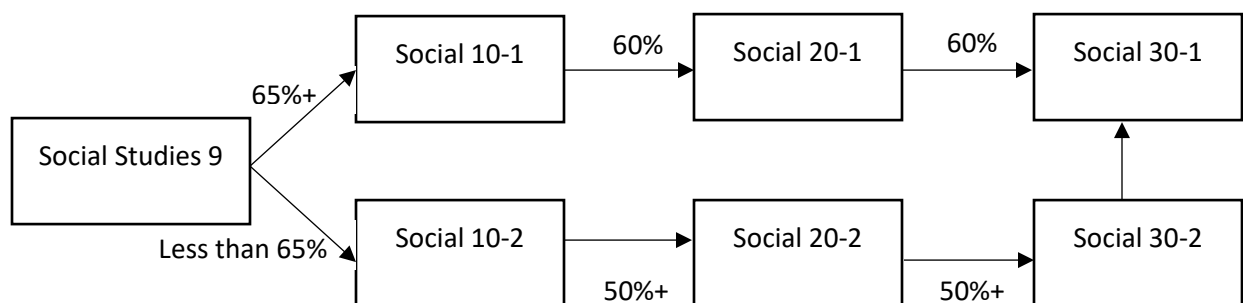 Social 10-1
60%
Social 20-1
60%
Social 30-1
65%+
Social Studies 9
Less than 65%
Social 10-2
50%+
Social 20-2
50%+
Social 30-2